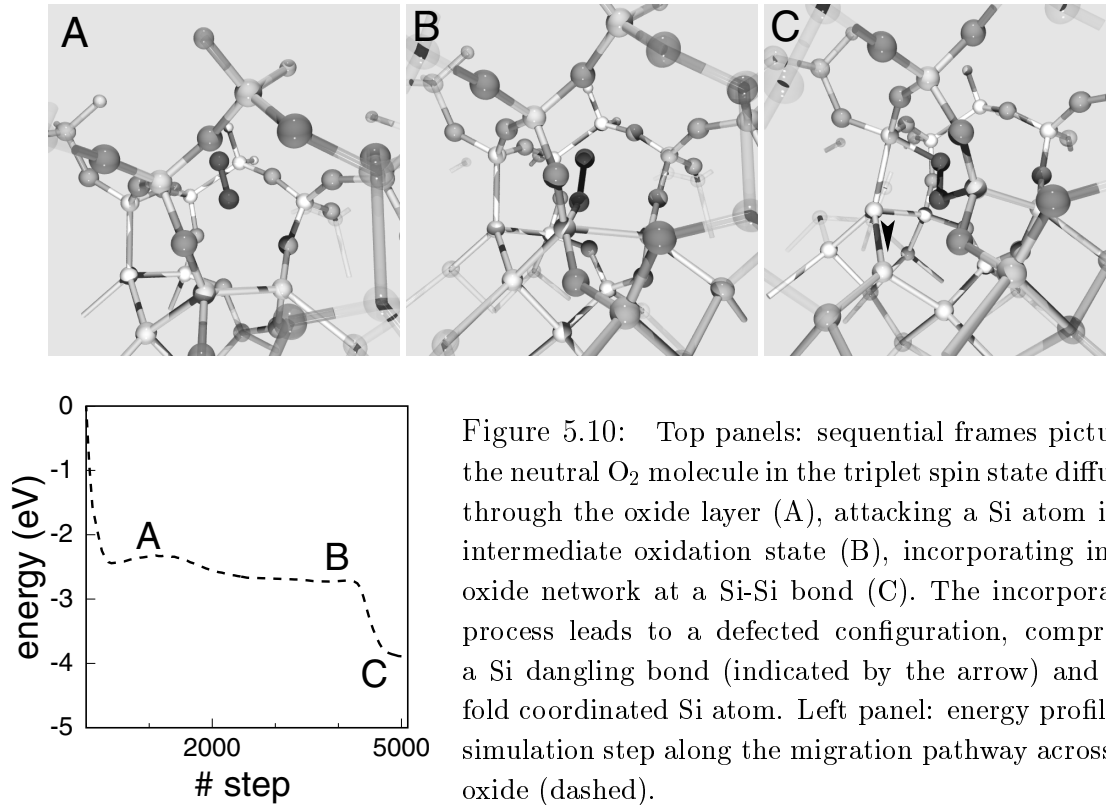 A
B
C
0
-1
-2
-3
-4
-5
energy (eV)
A
B
C
2000
5000
# step
Figure 5.10: Top panels: sequential frames pictu
the neutral O₂ molecule in the triplet spin state diffu
through the oxide layer (A), attacking a Si atom i
intermediate oxidation state (B), incorporating in
oxide network at a Si-Si bond (C). The incorpora
process leads to a defected configuration, compr
a Si dangling bond (indicated by the arrow) and
fold coordinated Si atom. Left panel: energy profil
simulation step along the migration pathway across
oxide (dashed).